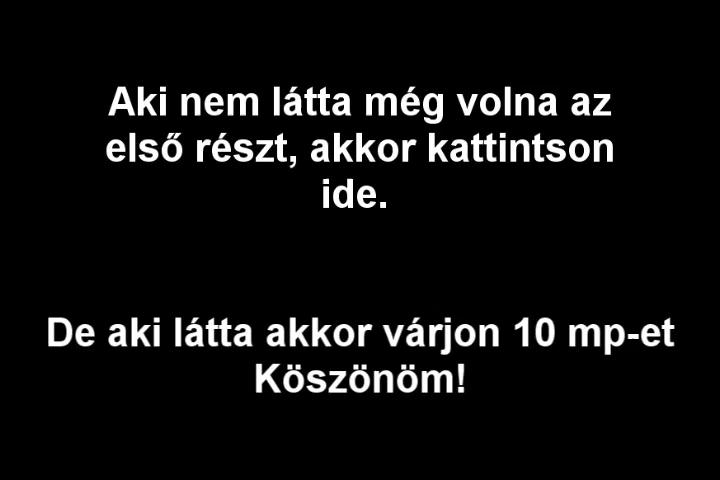 Aki nem látta még volna az
első részt, akkor kattintson
ide.
De aki látta akkor várjon 10 mp-et
Köszönöm!